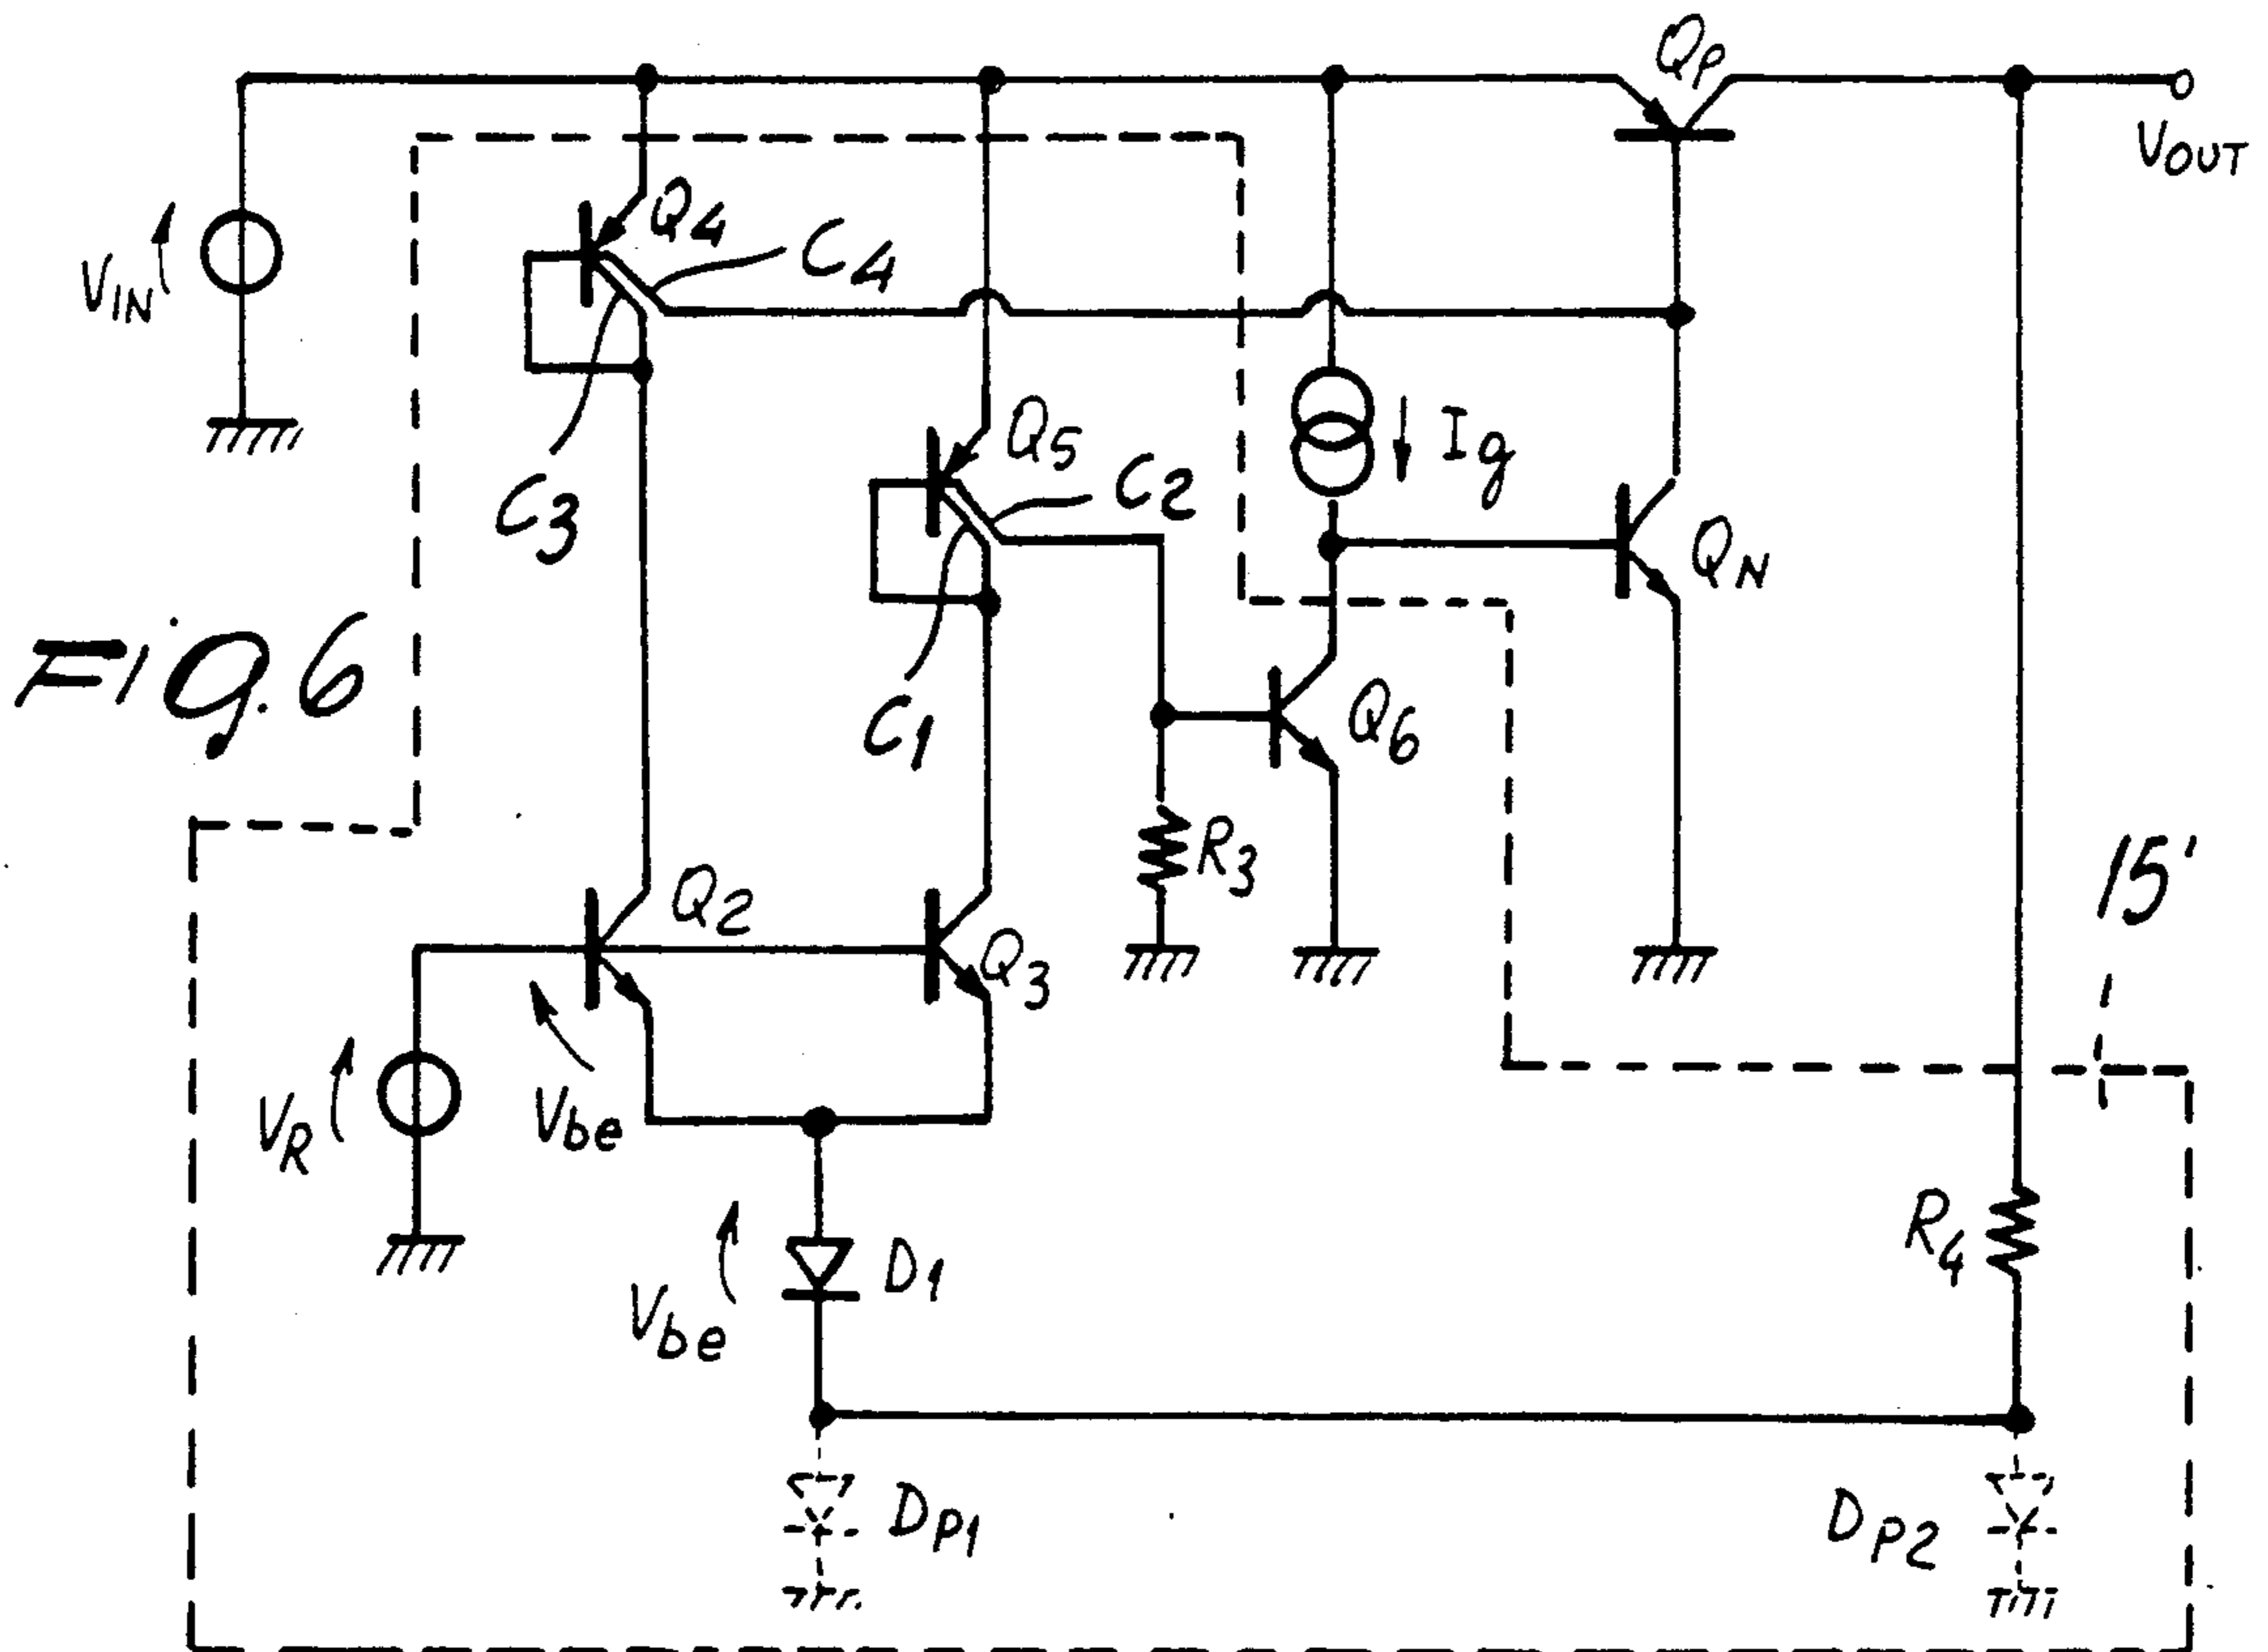 QP
VOUT
Q4
C4
VIN
Q5
C2
Ig
C3
QN
FIG.6
C1
Q6
R3
15'
Q2
Q3
VR
Vbe
R4
D1
Vbe
DP1
DP2